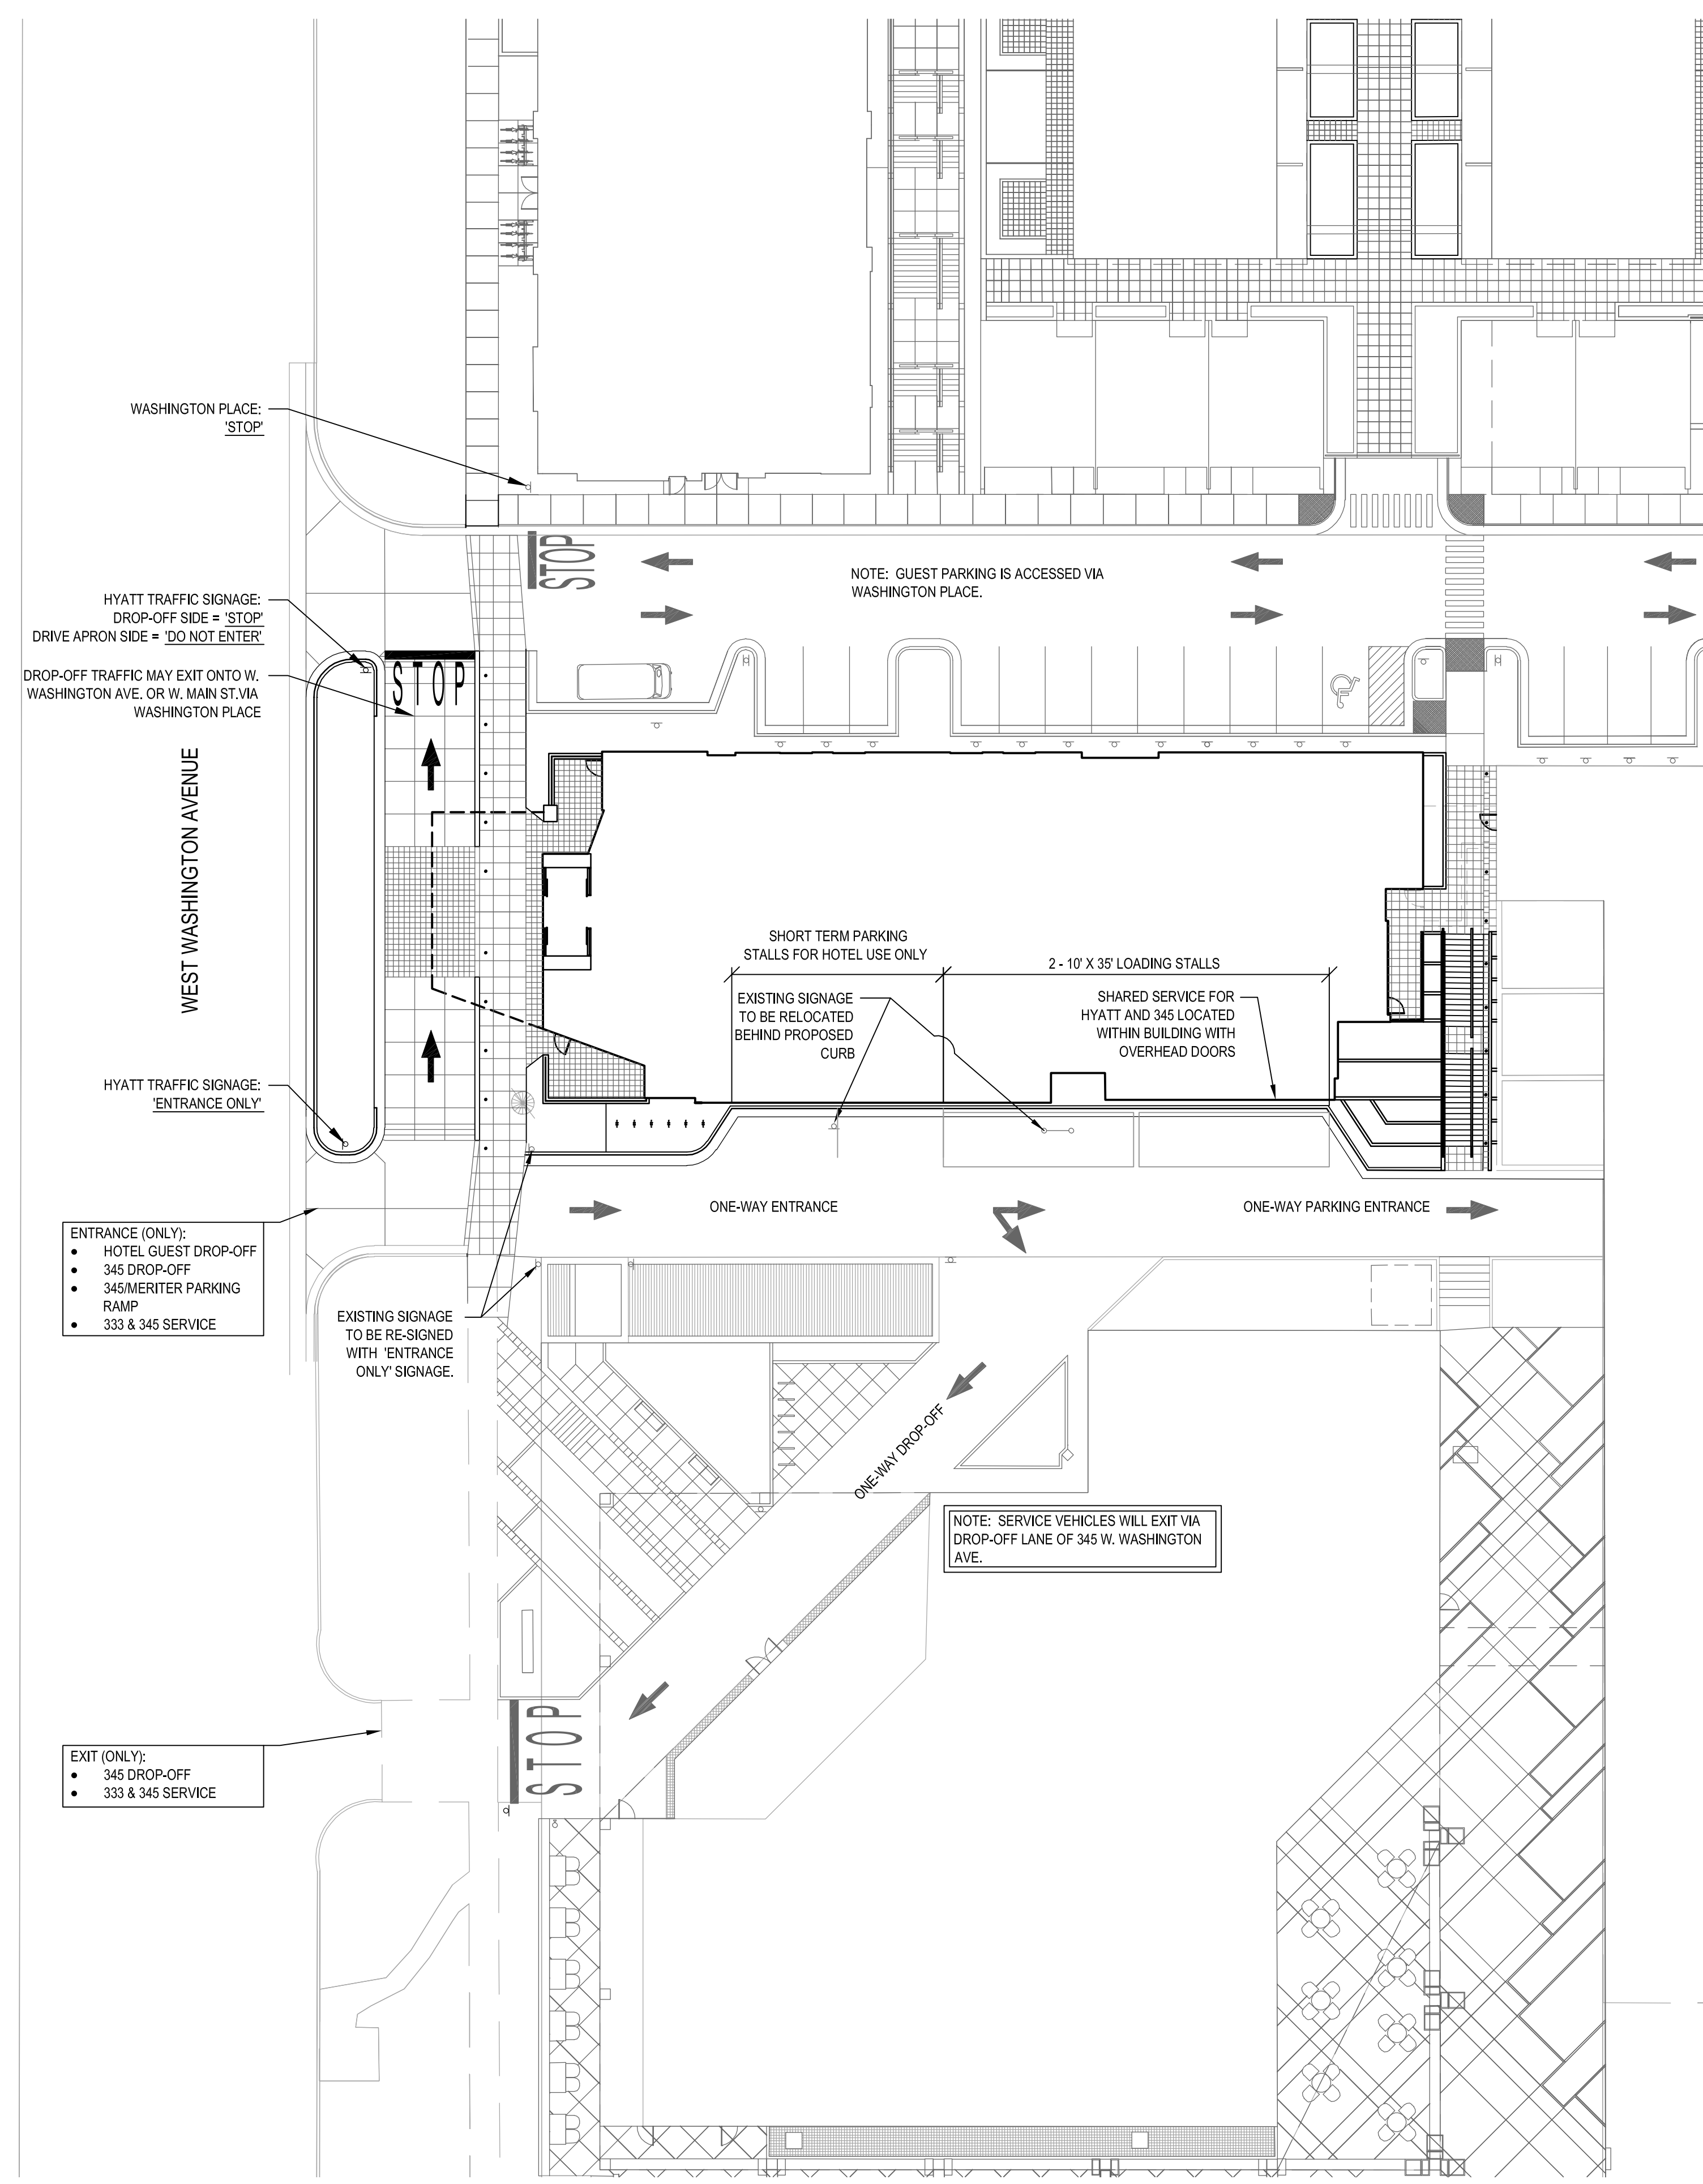 WASHINGTON PLACE:
'STOP'
STOP
NOTE: GUEST PARKING IS ACCESSED VIA
WASHINGTON PLACE.
HYATT TRAFFIC SIGNAGE:
DROP-OFF SIDE = 'STOP'
DRIVE APRON SIDE = 'DO NOT ENTER'
DROP-OFF TRAFFIC MAY EXIT ONTO W.
WASHINGTON AVE. OR W. MAIN ST.VIA
WASHINGTON PLACE
STOP
WEST WASHINGTON AVENUE
SHORT TERM PARKING
STALLS FOR HOTEL USE ONLY
2 - 10' X 35' LOADING STALLS
EXISTING SIGNAGE
TO BE RELOCATED
BEHIND PROPOSED
CURB
SHARED SERVICE FOR
HYATT AND 345 LOCATED
WITHIN BUILDING WITH
OVERHEAD DOORS
HYATT TRAFFIC SIGNAGE:
'ENTRANCE ONLY'
ONE-WAY ENTRANCE
ONE-WAY PARKING ENTRANCE
ENTRANCE (ONLY):
• HOTEL GUEST DROP-OFF
• 345 DROP-OFF
• 345/MERITER PARKING
RAMP
• 333 & 345 SERVICE
EXISTING SIGNAGE
TO BE RE-SIGNED
WITH 'ENTRANCE
ONLY' SIGNAGE.
ONE-WAY DROP-OFF
NOTE: SERVICE VEHICLES WILL EXIT VIA
DROP-OFF LANE OF 345 W. WASHINGTON
AVE.
STOP
EXIT (ONLY):
• 345 DROP-OFF
• 333 & 345 SERVICE